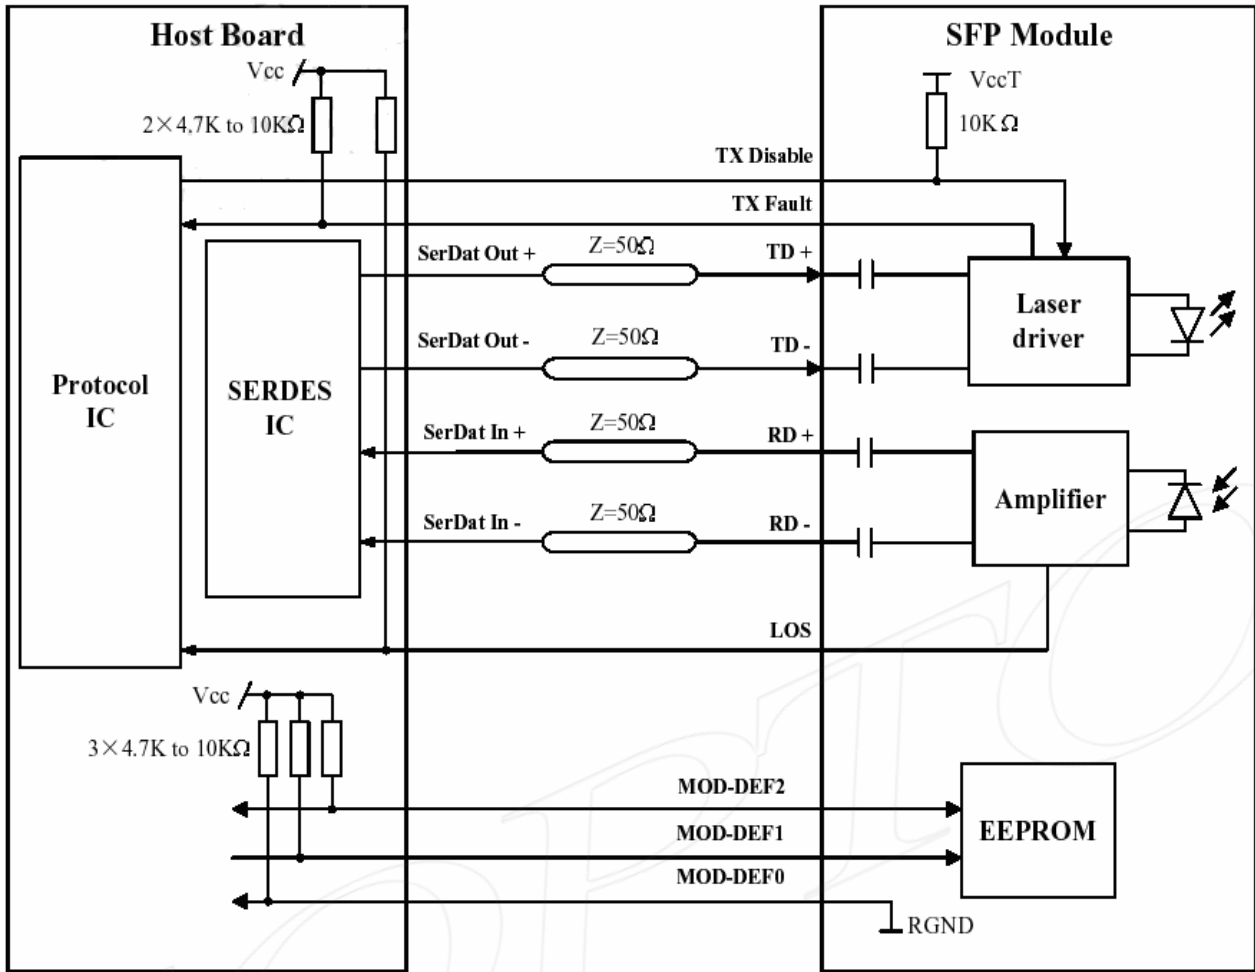 Host Board
SFP Module
Vcc
VccT
2×4.7K to 10KΩ
10KΩ
TX Disable
TX Fault
SerDat Out +
Z=50Ω
TD +
SerDat Out -
Z=50Ω
TD -
Laser
driver
Protocol
IC
SERDES
IC
SerDat In +
Z=50Ω
RD +
SerDat In -
Z=50Ω
RD -
Amplifier
LOS
Vcc
3×4.7K to 10KΩ
MOD-DEF2
MOD-DEF1
MOD-DEF0
EEPROM
RGND
OPTO